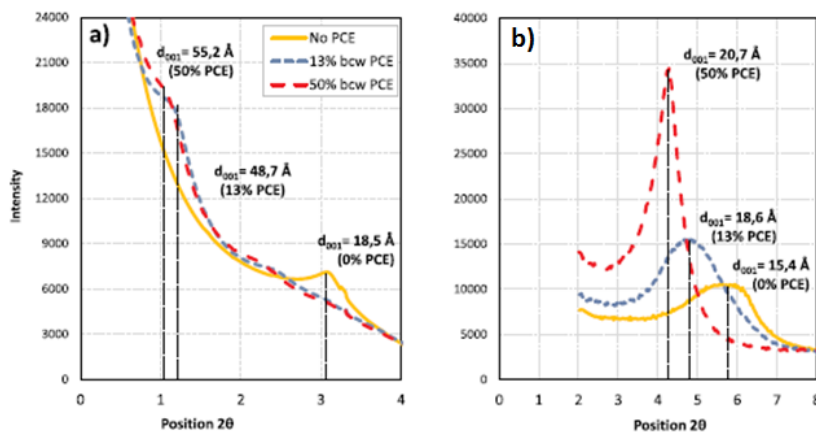 a)
d001= 55,2 Å
(50% PCE)
No PCE
13% bcw PCE
50% bcw PCE
d001= 48,7 Å
(13% PCE)
d001= 18,5 Å
(0% PCE)
24000
21000
18000
15000
12000
9000
6000
3000
0
Intensity
0 1 2 3 4
Position 2θ
b)
d001= 20,7 Å
(50% PCE)
d001= 18,6 Å
(13% PCE)
d001= 15,4 Å
(0% PCE)
40000
35000
30000
25000
20000
15000
10000
5000
0
0 1 2 3 4 5 6 7 8
Position 2θ